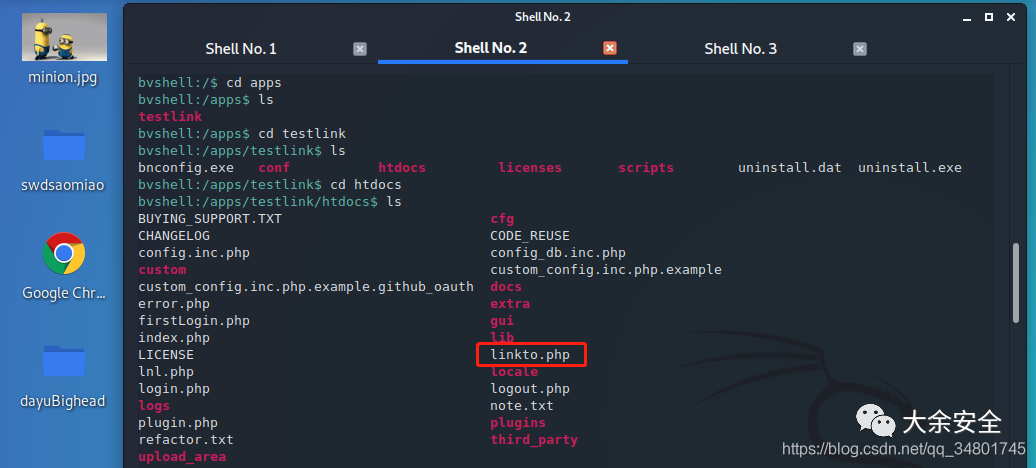 Shell No. 2
Shell No. 1 Shell No. 2 Shell No. 3
minion.jpg
swdsaomiao
Google Chr...
dayuBighead
bvshell:/$ cd apps
bvshell:/apps$ ls
testlink
bvshell:/apps$ cd testlink
bvshell:/apps/testlink$ ls
bnconfig.exe conf htdocs licenses scripts uninstall.dat uninstall.exe
bvshell:/apps/testlink$ cd htdocs
bvshell:/apps/testlink/htdocs$ ls
BUYING_SUPPORT.TXT cfg
CHANGELOG CODE_REUSE
config.inc.php config_db.inc.php
custom custom_config.inc.php.example
custom_config.inc.php.example.github_oauth docs
error.php extra
firstLogin.php gui
index.php lib
LICENSE linkto.php
lnl.php locale
login.php logout.php
logs note.txt
plugin.php plugins
refactor.txt third_party
upload_area
大余安全
https://blog.csdn.net/qq_34801745